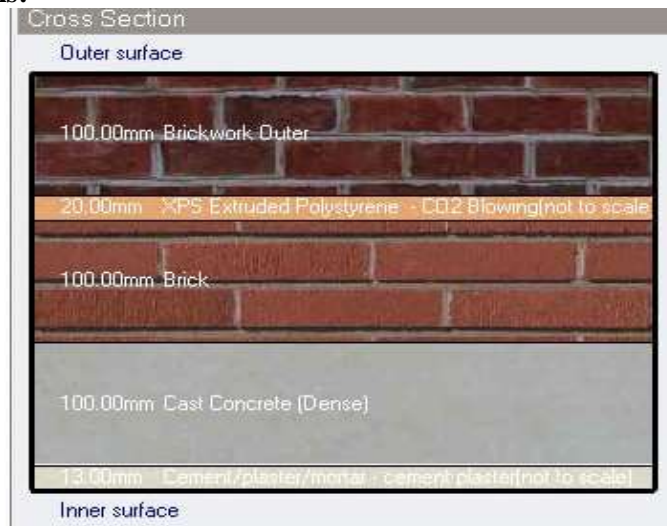 Cross Section
Outer surface
100.00mm Brickwork Outer
20.00mm XPS Extruded Polystyrene - CO2 Blowing(not to scale
100.00mm Brick
100.00mm Cast Concrete (Dense)
13.00mm Cement/plaster/mortar - cement plaster(not to scale)
Inner surface